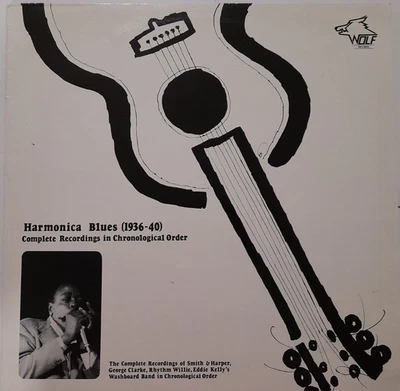 WOLF
RECORDS
Harmonica Blues (1936-40)
Complete Recordings in Chronological Order
The Complete Recordings of Smith & Harper,
George Clarke, Rhythm Willie, Eddie Kelly's
Washboard Band in Chronological Order